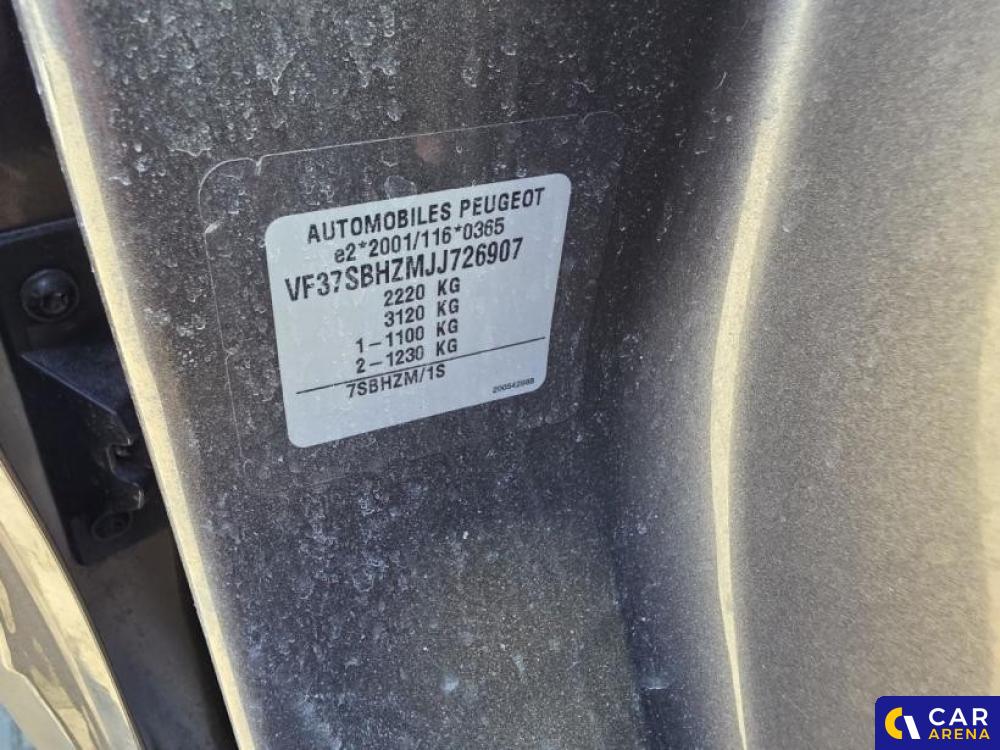 AUTOMOBILES PEUGEOT
e2*2001/116*0365
VF37SBHZMJJ726907
2220 KG
3120 KG
1-1100 KG
2-1230 KG
7SBHZM/1S
CAR
ARENA